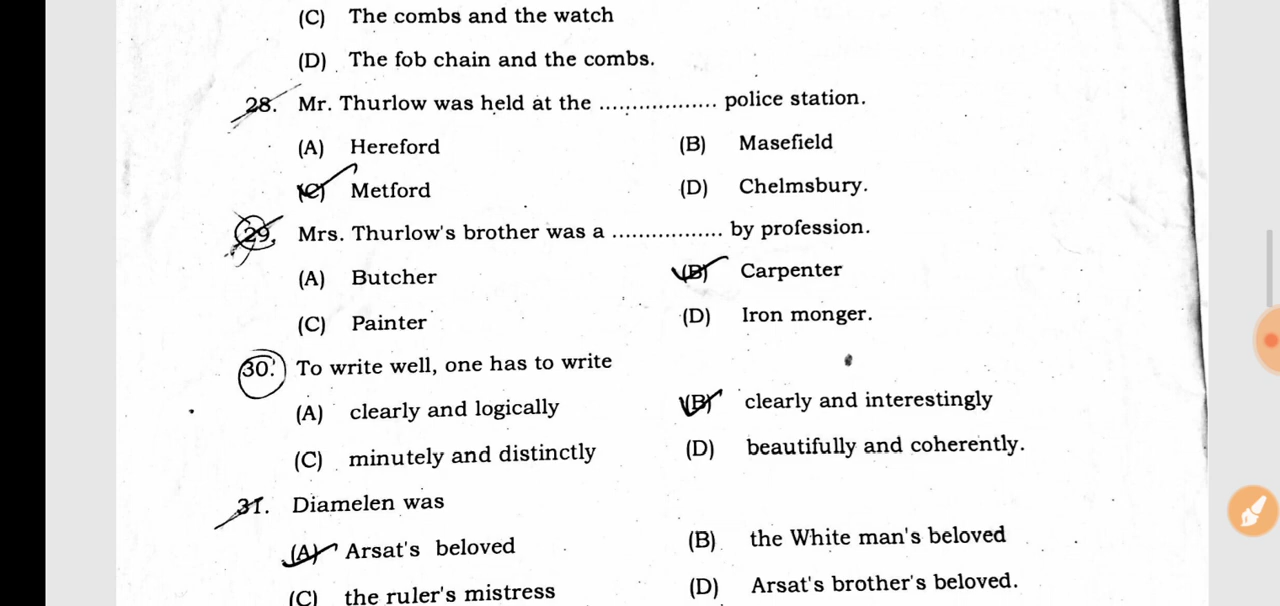 (C) The combs and the watch
(D) The fob chain and the combs.
28. Mr. Thurlow was held at the .................. police station.
(A) Hereford (B) Masefield
(C) Metford (D) Chelmsbury.
29. Mrs. Thurlow's brother was a ................. by profession.
(A) Butcher (B) Carpenter
(C) Painter (D) Iron monger.
30. To write well, one has to write
(A) clearly and logically (B) clearly and interestingly
(C) minutely and distinctly (D) beautifully and coherently.
31. Diamelen was
(A) Arsat's beloved (B) the White man's beloved
(C) the ruler's mistress (D) Arsat's brother's beloved.